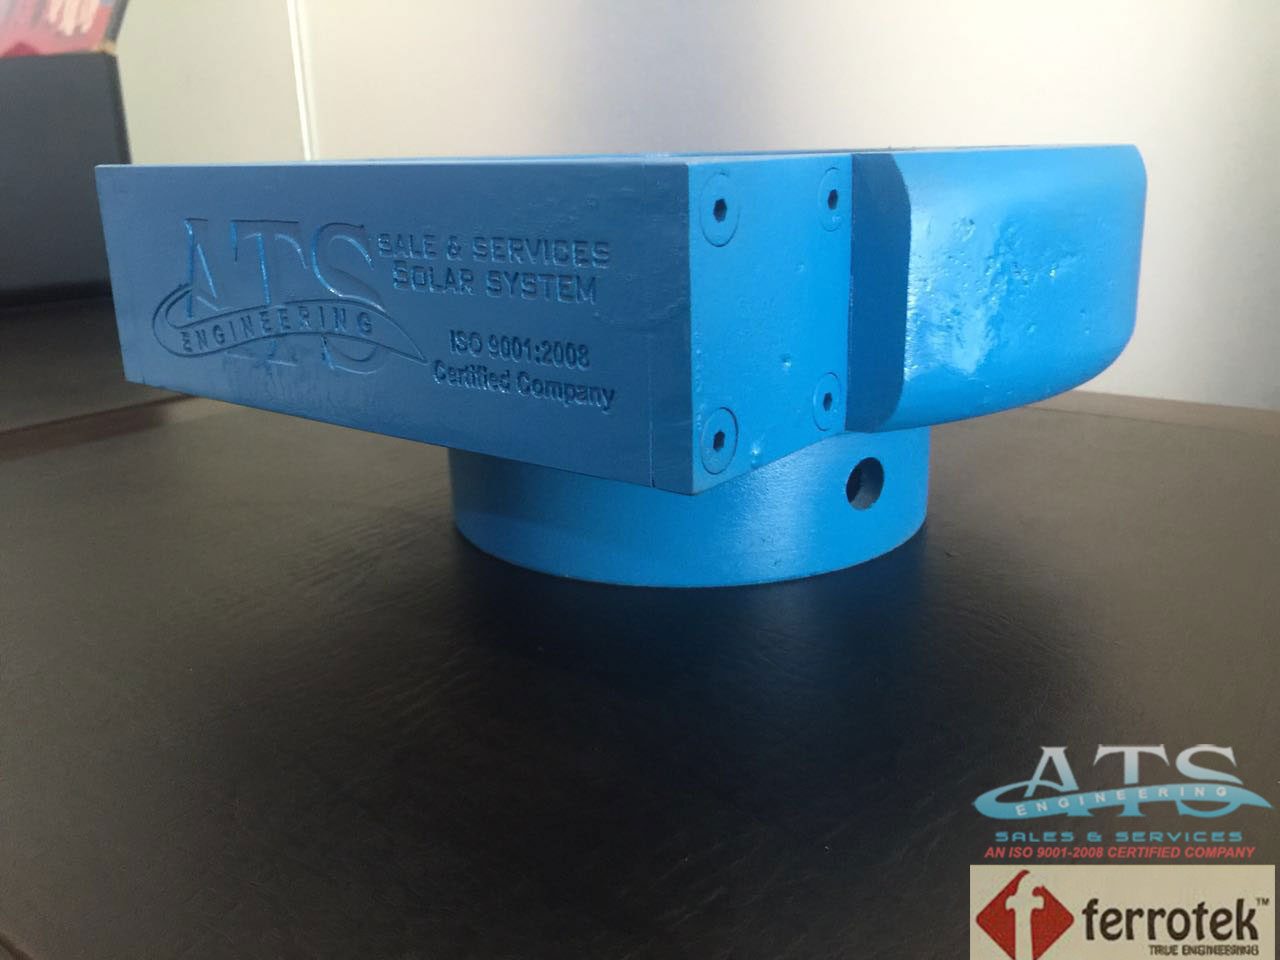 ATS
ENGINEERING
SALE & SERVICES
SOLAR SYSTEM
ISO 9001:2008
Certified Company
ATS
ENGINEERING
SALES & SERVICES
AN ISO 9001-2008 CERTIFIED COMPANY
f ferrotek™
TRUE ENGINEERING